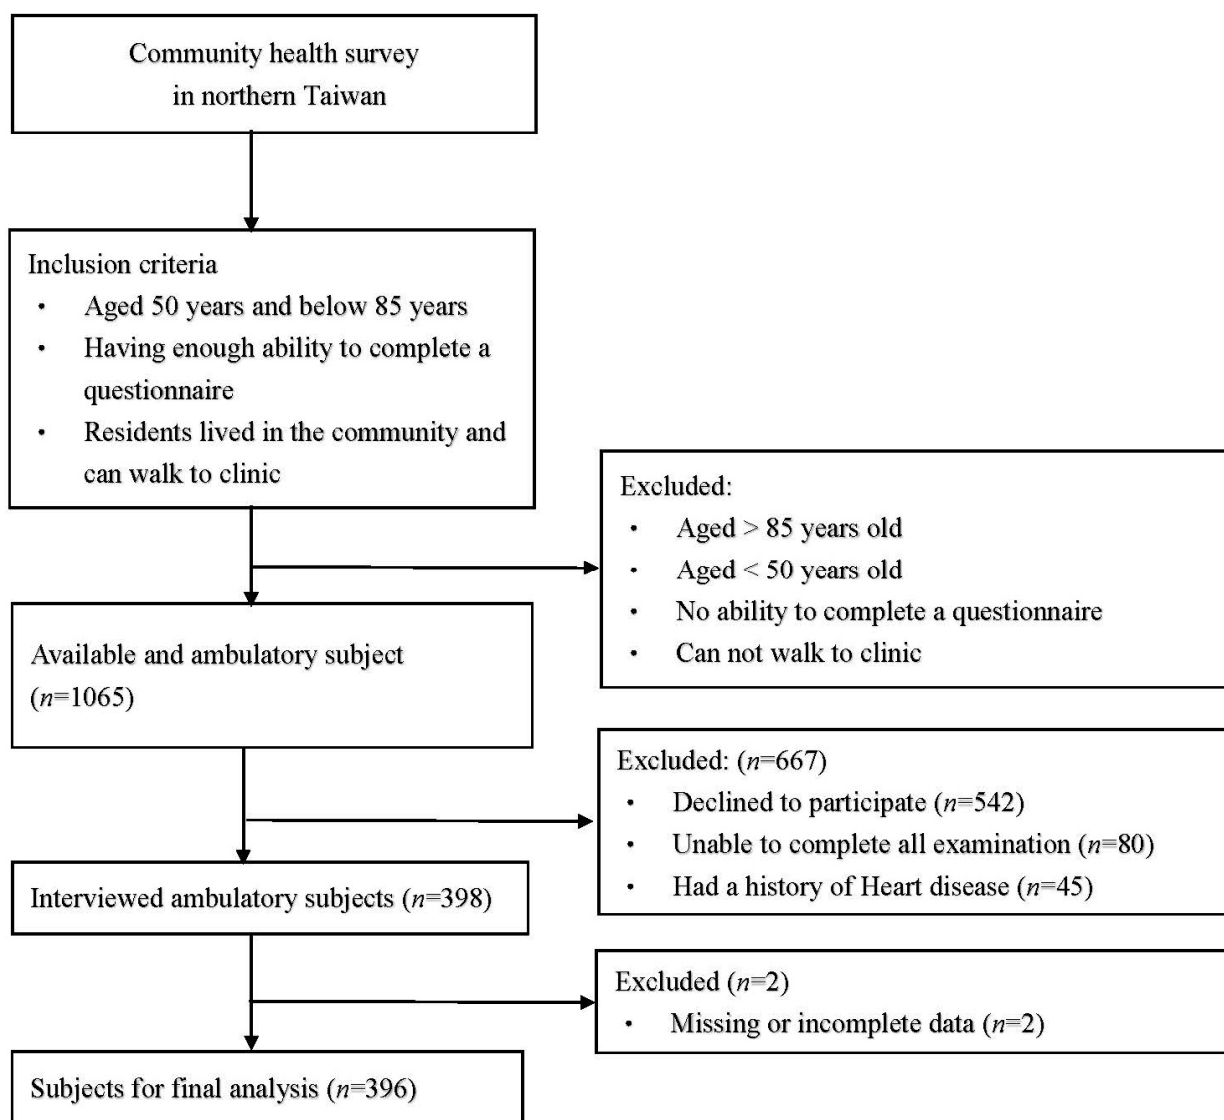 Community health survey
in northern Taiwan
Inclusion criteria
· Aged 50 years and below 85 years
· Having enough ability to complete a
questionnaire
· Residents lived in the community and
can walk to clinic
Excluded:
· Aged > 85 years old
· Aged < 50 years old
· No ability to complete a questionnaire
· Can not walk to clinic
Available and ambulatory subject
(n=1065)
Excluded: (n=667)
· Declined to participate (n=542)
· Unable to complete all examination (n=80)
· Had a history of Heart disease (n=45)
Interviewed ambulatory subjects (n=398)
Excluded (n=2)
· Missing or incomplete data (n=2)
Subjects for final analysis (n=396)